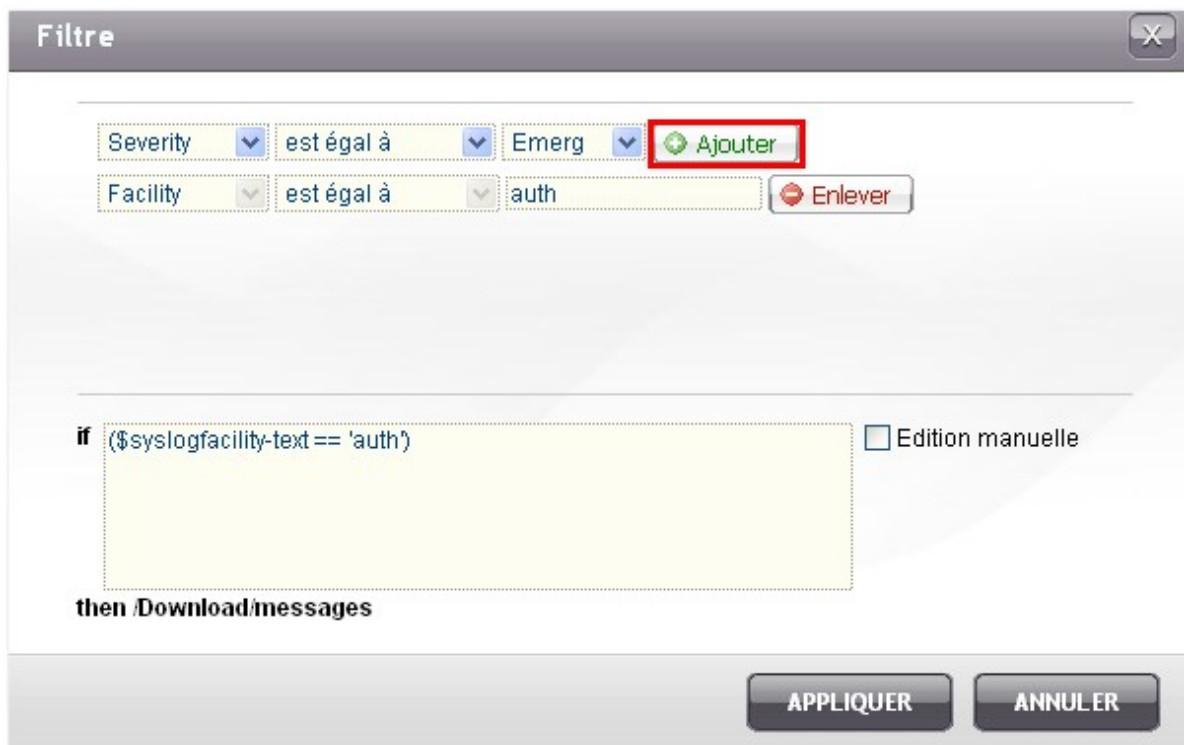 Filtre X
Severity est égal à Emerg Ajouter
Facility est égal à auth Enlever
if ($syslogfacility-text == 'auth') Edition manuelle
then /Download/messages
APPLIQUER ANNULER